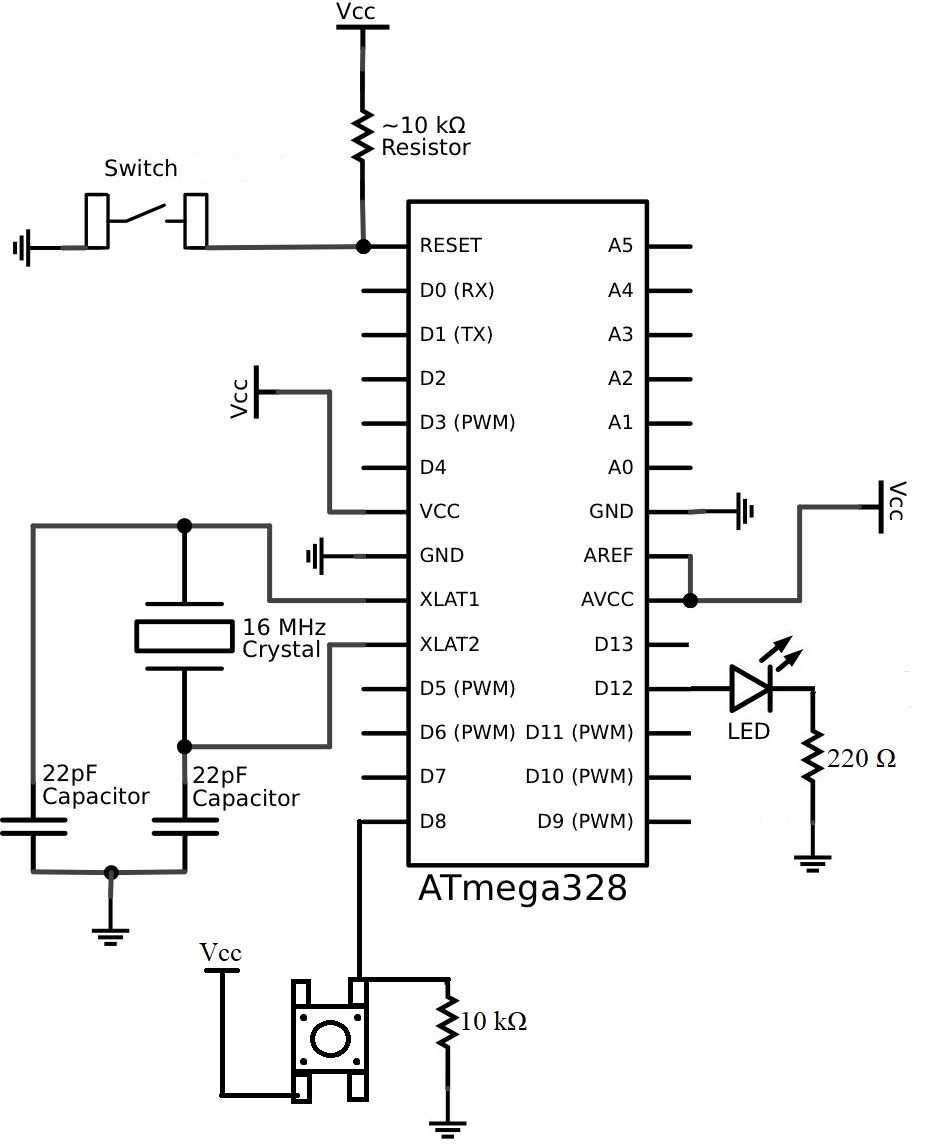 Vcc
~10 kΩ
Resistor
Switch
RESET
D0 (RX)
D1 (TX)
D2
D3 (PWM)
D4
VCC
GND
XLAT1
XLAT2
D5 (PWM)
D6 (PWM)
D7
D8
A5
A4
A3
A2
A1
A0
GND
AREF
AVCC
D13
D12
D11 (PWM)
D10 (PWM)
D9 (PWM)
ATmega328
Vcc
Vcc
16 MHz
Crystal
22pF
Capacitor
22pF
Capacitor
LED
220 Ω
Vcc
10 kΩ